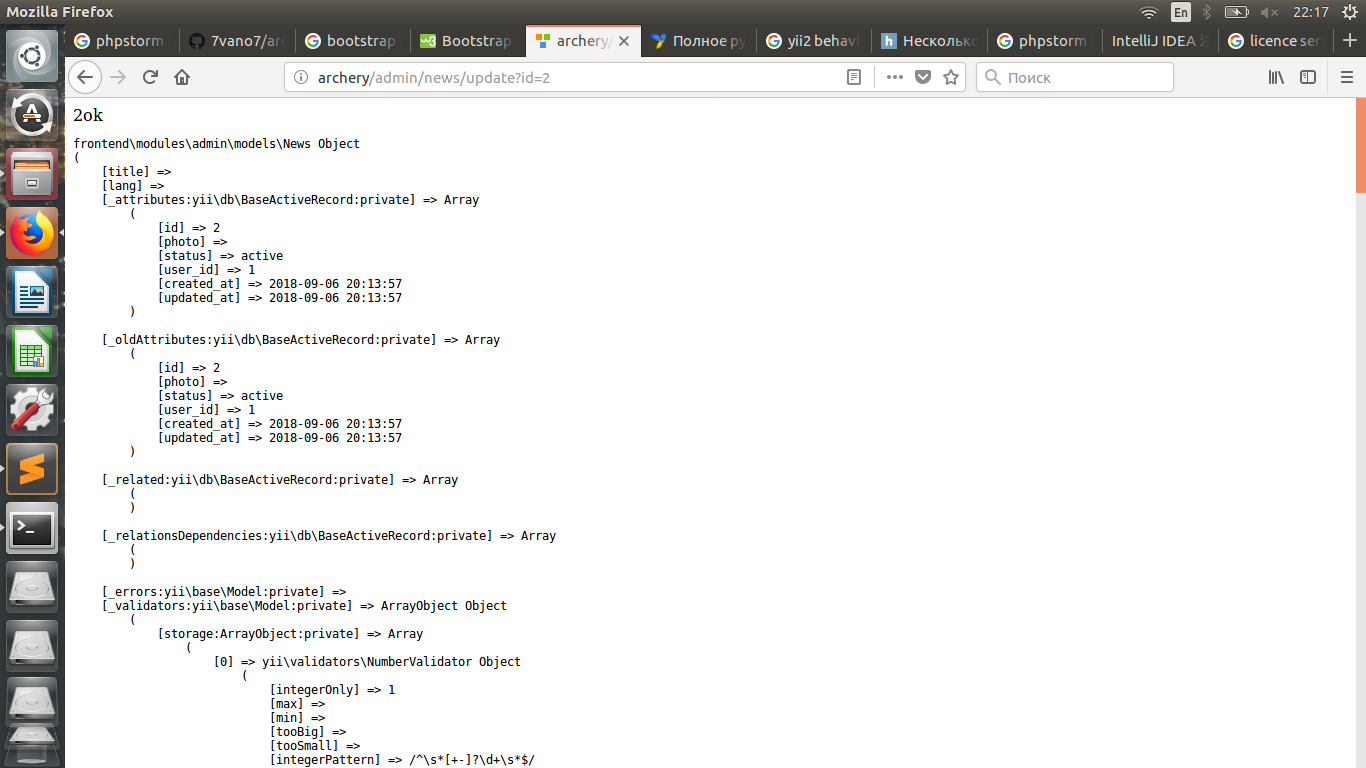 Mozilla Firefox
En
22:17
phpstorm
7vano7/ar
bootstrap
Bootstrap
archery/
Полное ру
yii2 behavi
Нескольк
phpstorm
IntelliJ IDEA
licence ser
archery/admin/news/update?id=2
Поиск
2ok
frontend\modules\admin\models\News Object
(
[title] =>
[lang] =>
[_attributes:yii\db\BaseActiveRecord:private] => Array
(
[id] => 2
[photo] =>
[status] => active
[user_id] => 1
[created_at] => 2018-09-06 20:13:57
[updated_at] => 2018-09-06 20:13:57
)
[_oldAttributes:yii\db\BaseActiveRecord:private] => Array
(
[id] => 2
[photo] =>
[status] => active
[user_id] => 1
[created_at] => 2018-09-06 20:13:57
[updated_at] => 2018-09-06 20:13:57
)
[_related:yii\db\BaseActiveRecord:private] => Array
(
)
[_relationsDependencies:yii\db\BaseActiveRecord:private] => Array
(
)
[_errors:yii\base\Model:private] =>
[_validators:yii\base\Model:private] => ArrayObject Object
(
[storage:ArrayObject:private] => Array
(
[0] => yii\validators\NumberValidator Object
(
[integerOnly] => 1
[max] =>
[min] =>
[tooBig] =>
[tooSmall] =>
[integerPattern] => /^\s*[+-]?\d+\s*$/